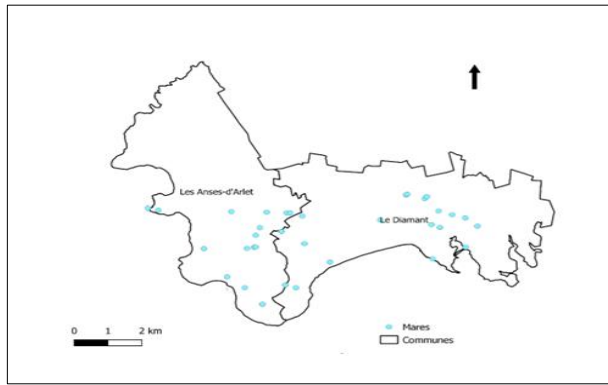 Les Anses-d'Arlet
Le Diamant
0 1 2 km
Mares
Communes